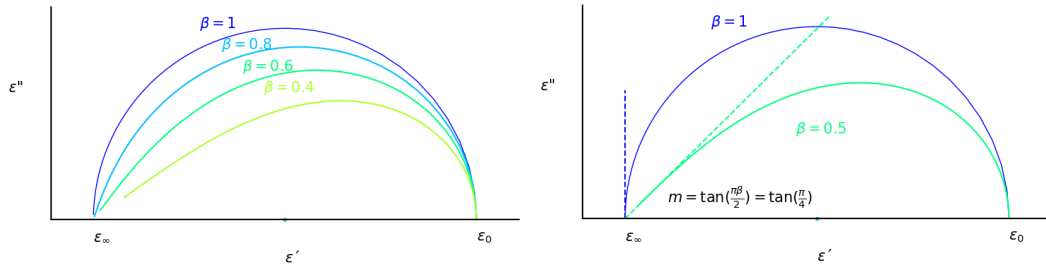 β = 1
β = 0.8
β = 0.6
β = 0.4
ε"
ε∞
ε0
ε´
β = 1
ε"
β = 0.5
m = tan(πβ/2) = tan(π/4)
ε∞
ε0
ε´